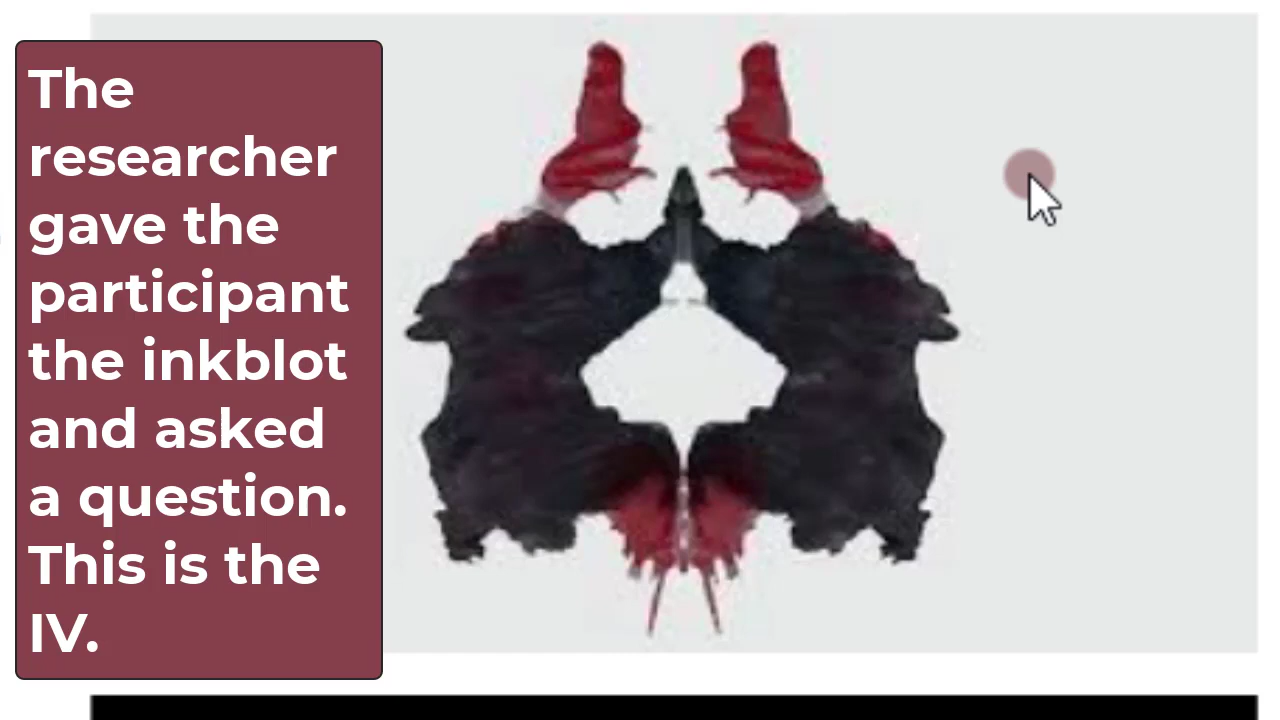 The
researcher
gave the
participant
the inkblot
and asked
a question.
This is the
IV.